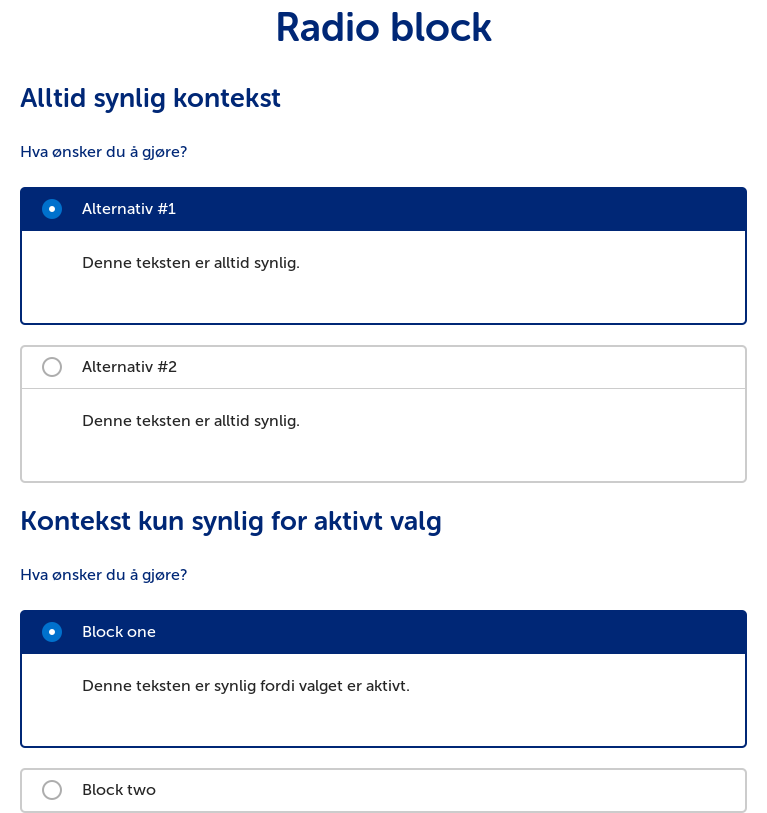 Radio block
Alltid synlig kontekst
Hva ønsker du å gjøre?
Alternativ #1
Denne teksten er alltid synlig.
Alternativ #2
Denne teksten er alltid synlig.
Kontekst kun synlig for aktivt valg
Hva ønsker du å gjøre?
Block one
Denne teksten er synlig fordi valget er aktivt.
Block two